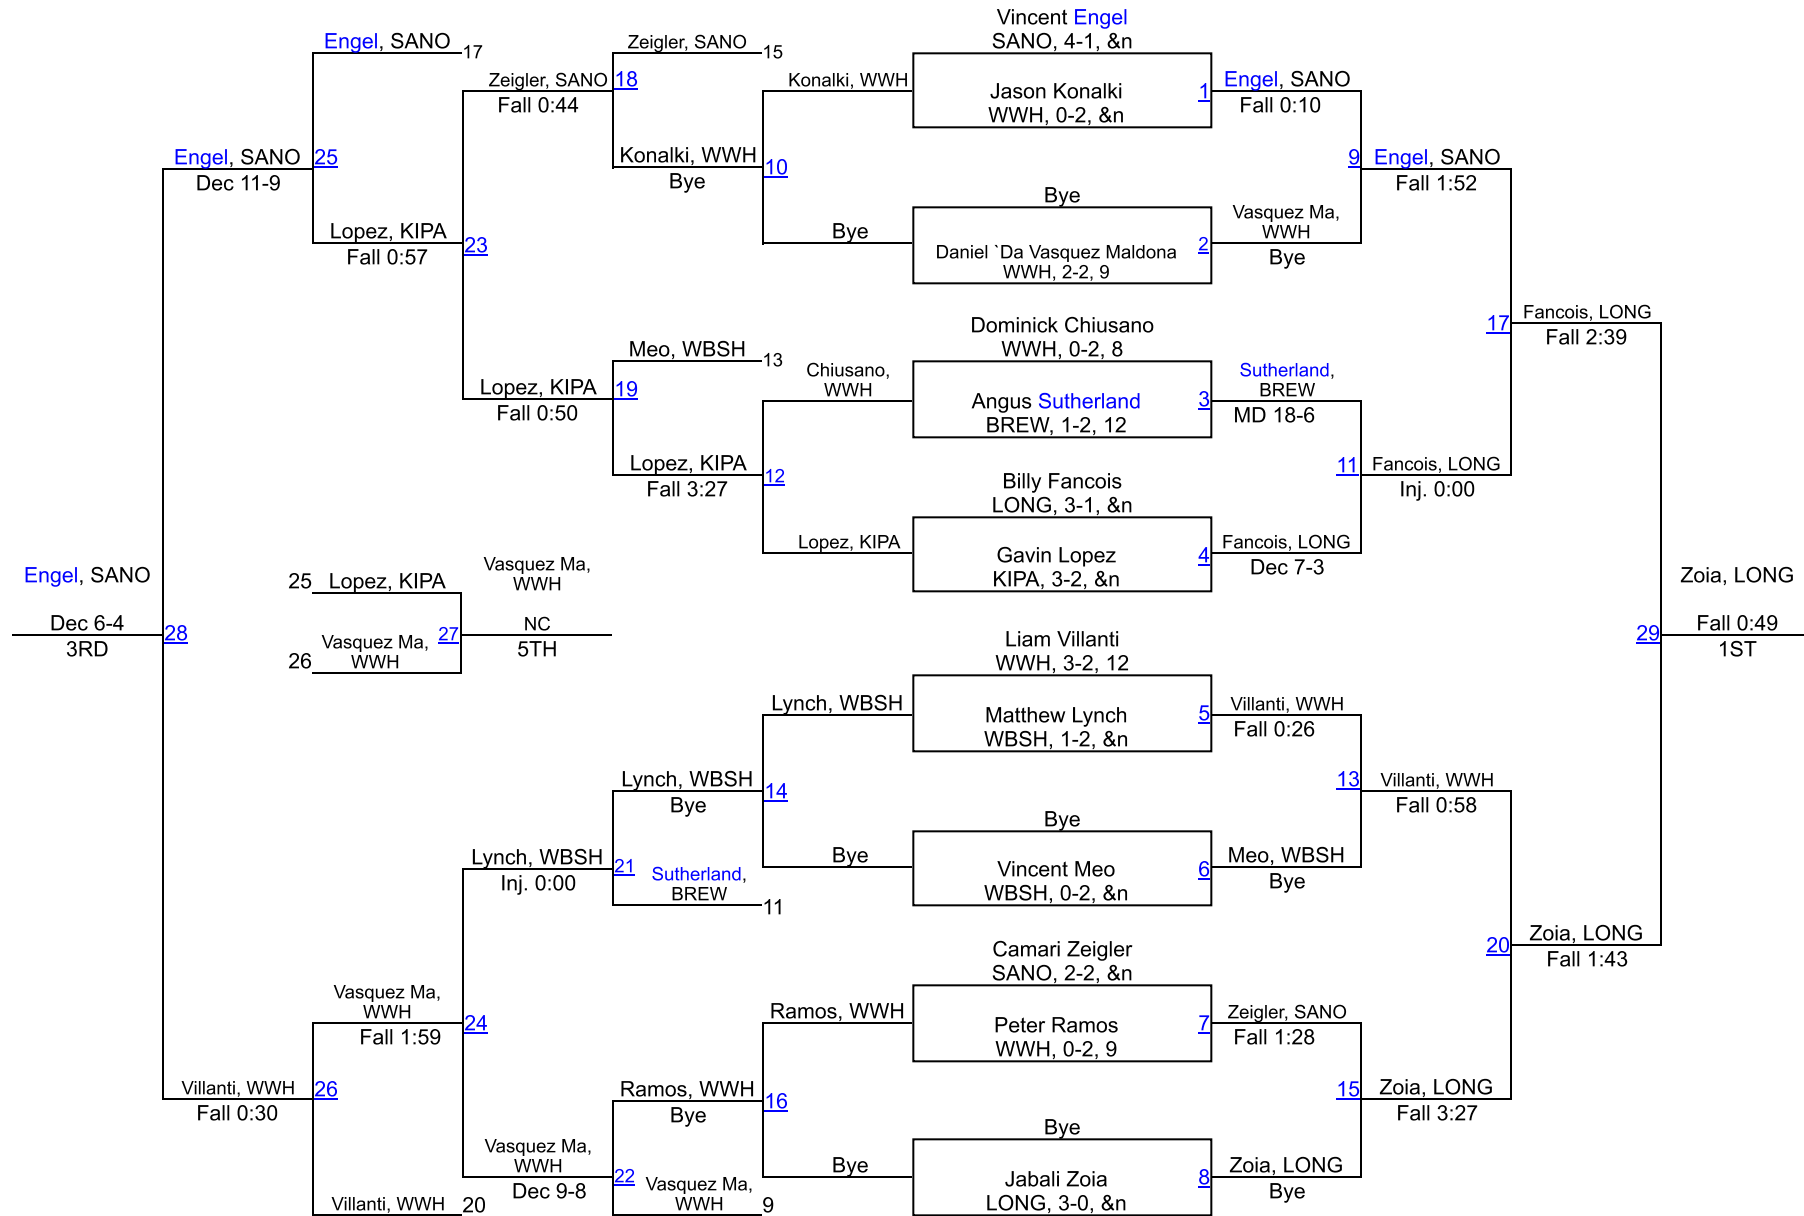 Vincent Engel
SANO, 4-1, &n
Engel, SANO
17
Zeigler, SANO
15
Zeigler, SANO
18
Fall 0:44
Konalki, WWH
Jason Konalki
WWH, 0-2, &n
1
Engel, SANO
Fall 0:10
Engel, SANO
25
Dec 11-9
Konalki, WWH
10
Bye
9
Engel, SANO
Fall 1:52
Bye
Lopez, KIPA
23
Fall 0:57
Bye
Daniel `Da Vasquez Maldona
WWH, 2-2, 9
2
Vasquez Ma,
WWH
Bye
Dominick Chiusano
WWH, 0-2, 8
17
Fancois, LONG
Fall 2:39
Meo, WBSH
13
Lopez, KIPA
19
Fall 0:50
Chiusano,
WWH
Angus Sutherland
BREW, 1-2, 12
3
Sutherland,
BREW
MD 18-6
Lopez, KIPA
12
Fall 3:27
Billy Fancois
LONG, 3-1, &n
11
Fancois, LONG
Inj. 0:00
Lopez, KIPA
Gavin Lopez
KIPA, 3-2, &n
4
Fancois, LONG
Dec 7-3
Engel, SANO
Dec 6-4
28
3RD
25
Lopez, KIPA
Vasquez Ma,
WWH
26
Vasquez Ma,
WWH
27
NC
5TH
Zoia, LONG
29
Fall 0:49
1ST
Liam Villanti
WWH, 3-2, 12
Lynch, WBSH
Matthew Lynch
WBSH, 1-2, &n
5
Villanti, WWH
Fall 0:26
Lynch, WBSH
14
Bye
13
Villanti, WWH
Fall 0:58
Bye
Lynch, WBSH
21
Inj. 0:00
Sutherland,
BREW
11
Bye
Vincent Meo
WBSH, 0-2, &n
6
Meo, WBSH
Bye
Camari Zeigler
SANO, 2-2, &n
20
Zoia, LONG
Fall 1:43
Vasquez Ma,
WWH
24
Fall 1:59
Ramos, WWH
Peter Ramos
WWH, 0-2, 9
7
Zeigler, SANO
Fall 1:28
Villanti, WWH
26
Fall 0:30
Ramos, WWH
16
Bye
15
Zoia, LONG
Fall 3:27
Bye
Vasquez Ma,
WWH
22
Dec 9-8
Bye
Jabali Zoia
LONG, 3-0, &n
8
Zoia, LONG
Bye
Villanti, WWH
20
Vasquez Ma,
WWH
9